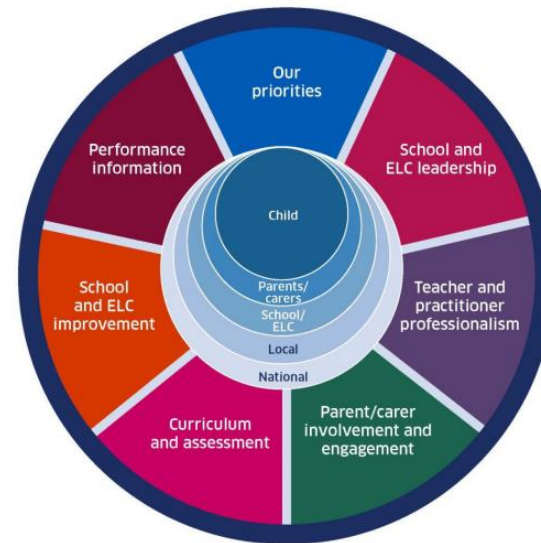 Our
priorities
School and
ELC leadership
Teacher and
practitioner
professionalism
Parent/carer
involvement and
engagement
Curriculum
and assessment
School
and ELC
improvement
Performance
information
Child
Parents/
carers
School/
ELC
Local
National